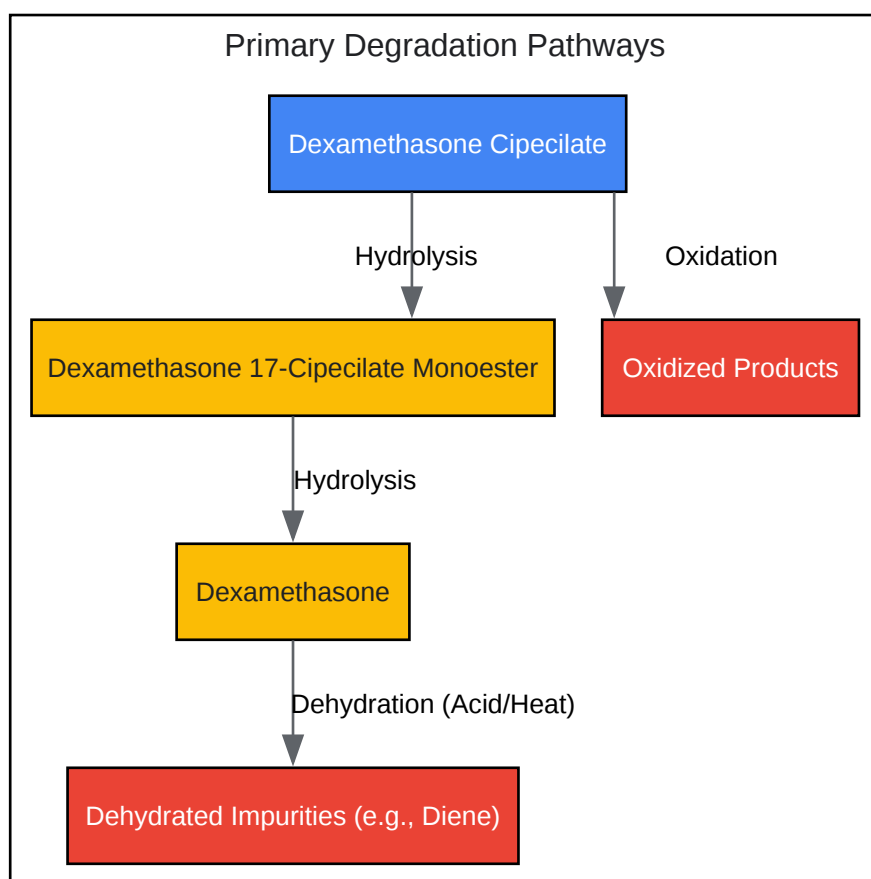 Primary Degradation Pathways
Dexamethasone Cipecilate
Hydrolysis
Oxidation
Dexamethasone 17-Cipecilate Monoester
Oxidized Products
Hydrolysis
Dexamethasone
Dehydration (Acid/Heat)
Dehydrated Impurities (e.g., Diene)